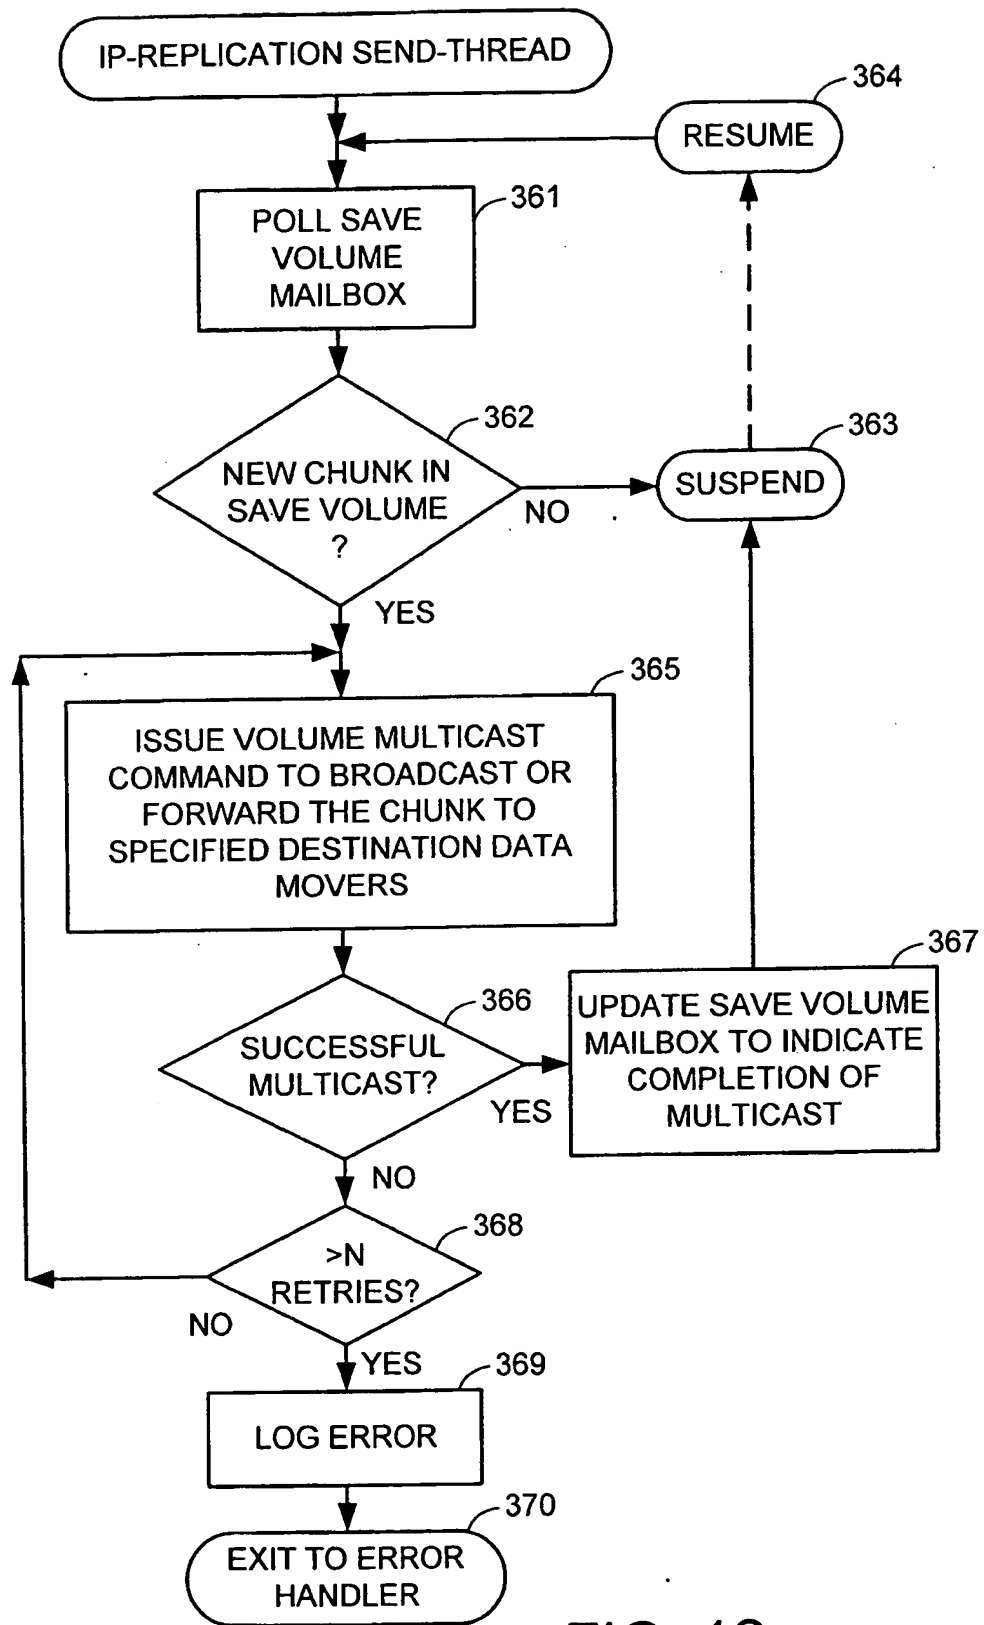 IP-REPLICATION SEND-THREAD
364
RESUME
361
POLL SAVE
VOLUME
MAILBOX
362
NEW CHUNK IN
SAVE VOLUME
?
NO
363
SUSPEND
YES
365
ISSUE VOLUME MULTICAST
COMMAND TO BROADCAST OR
FORWARD THE CHUNK TO
SPECIFIED DESTINATION DATA
MOVERS
366
SUCCESSFUL
MULTICAST?
YES
367
UPDATE SAVE VOLUME
MAILBOX TO INDICATE
COMPLETION OF
MULTICAST
NO
368
>N
RETRIES?
NO
YES
369
LOG ERROR
370
EXIT TO ERROR
HANDLER